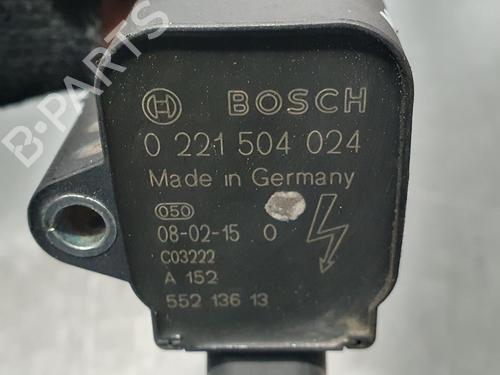 B-PARTS
BOSCH
0 221 504 024
Made in Germany
050
08-02-15 0
C03222
A 152
552 136 13